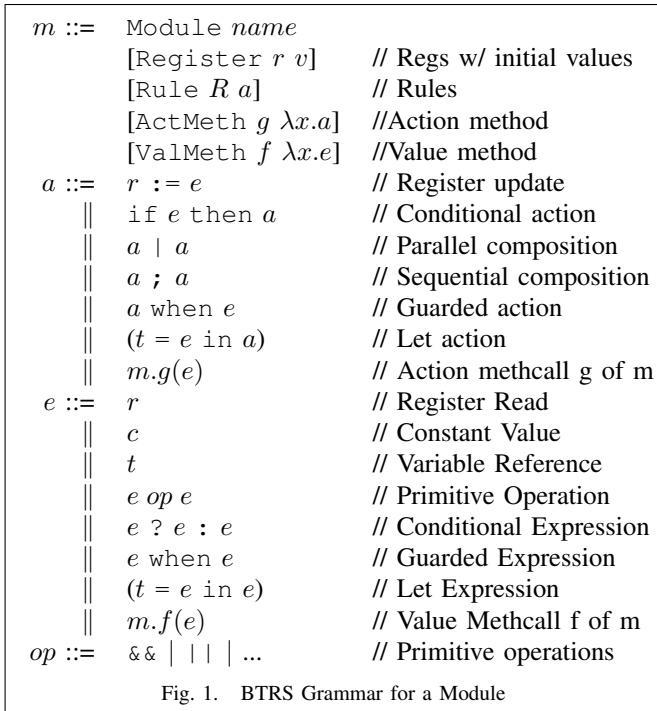 m ::= Module name
[Register r v] // Regs w/ initial values
[Rule R a] // Rules
[ActMeth g λx.a] //Action method
[ValMeth f λx.e] //Value method
a ::= r := e // Register update
‖ if e then a // Conditional action
‖ a | a // Parallel composition
‖ a ; a // Sequential composition
‖ a when e // Guarded action
‖ (t = e in a) // Let action
‖ m.g(e) // Action methcall g of m
e ::= r // Register Read
‖ c // Constant Value
‖ t // Variable Reference
‖ e op e // Primitive Operation
‖ e ? e : e // Conditional Expression
‖ e when e // Guarded Expression
‖ (t = e in e) // Let Expression
‖ m.f(e) // Value Methcall f of m
op ::= && | || | ... // Primitive operations
Fig. 1. BTRS Grammar for a Module